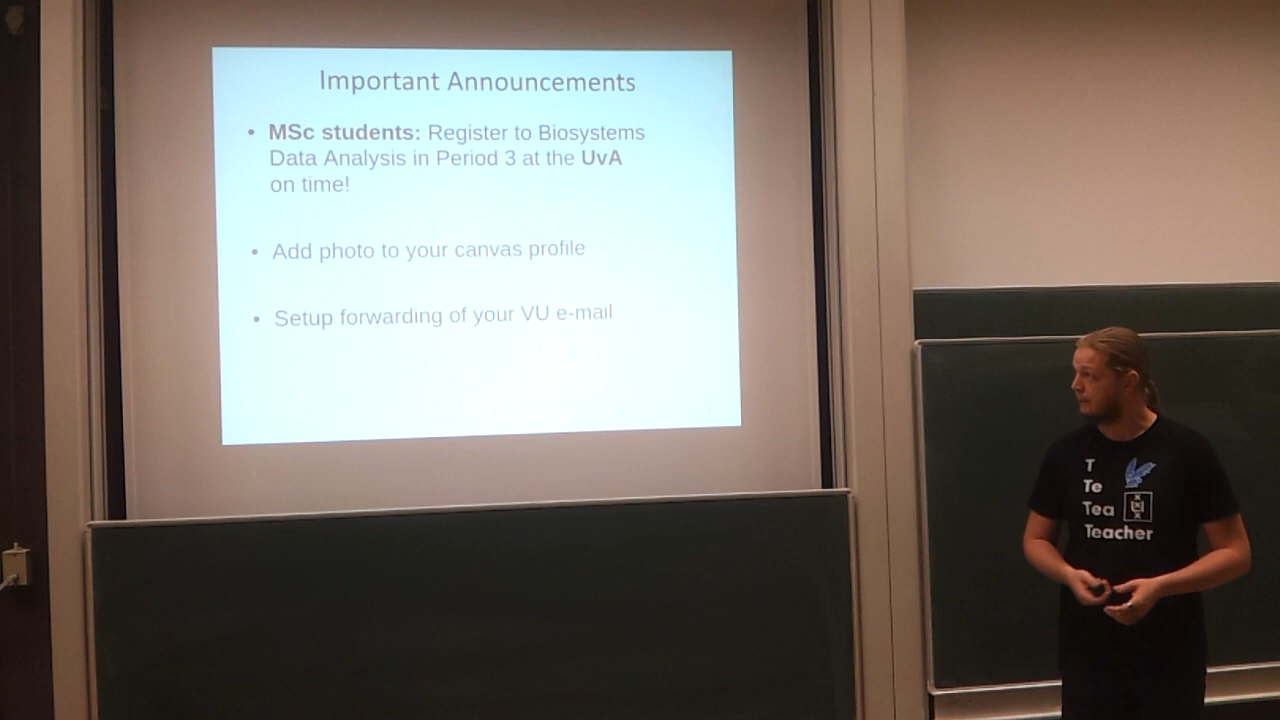 Important Announcements
• MSc students: Register to Biosystems
Data Analysis in Period 3 at the UvA
on time!
• Add photo to your canvas profile
• Setup forwarding of your VU e-mail
T
Te
Tea
Teacher